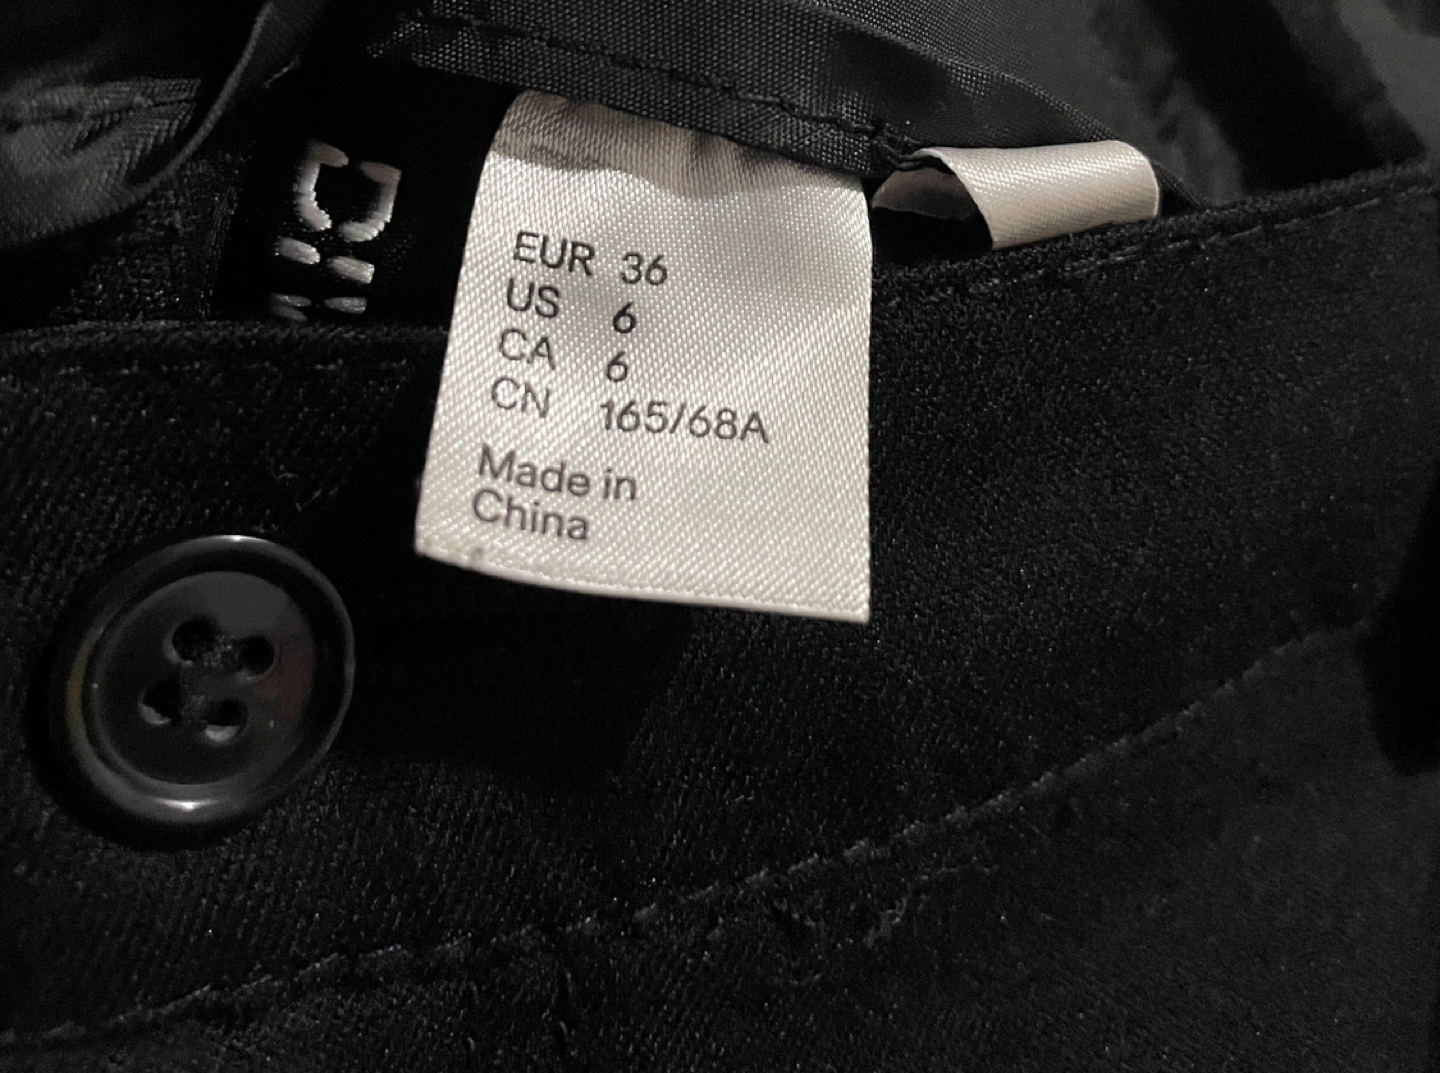 EUR 36
US 6
CA 6
CN 165/68A
Made in
China